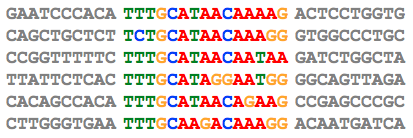 GAATCCCACA TTTGCATAACAAAAG ACTCCTGGTG
CAGCTGCTCT TCTGCATAACAAAGG GTGGCCCTGC
CCGGTTTTTC TTTGCATAACAATAA GATCTGGCTA
TTATTCTCAC TTTGCATAGGAATGG GGCAGTTAGA
CACAGCCACA TTTGCATAACAGAAG CCGAGCCCGC
CTTGGGTGAA TTTGCAAGACAAAGG ACAATGATCA